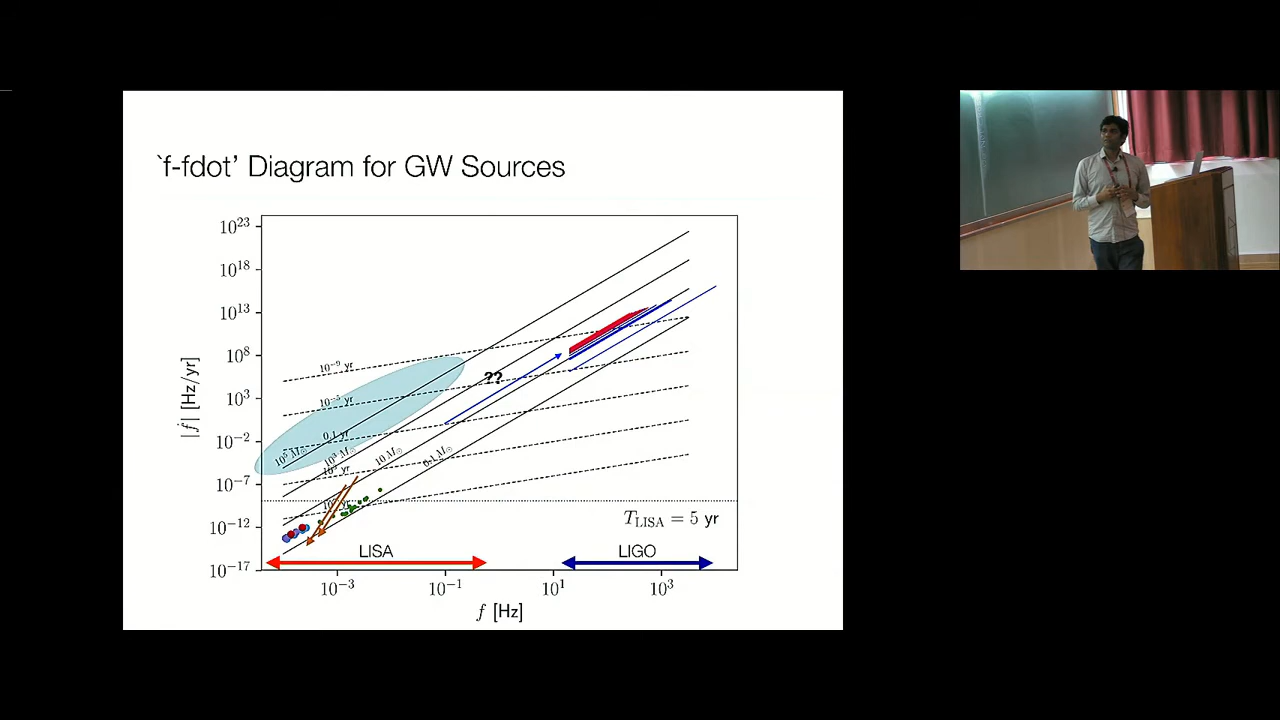 `f-fdot' Diagram for GW Sources
10²³
10¹⁸
10¹³
10⁸
10³
10⁻²
10⁻⁷
10⁻¹²
10⁻¹⁷
|ḟ| [Hz/yr]
10⁻⁹ yr
10⁻⁵ yr
0.1 yr
10⁵ M☉
10³ M☉
10 M☉
0.1 M☉
??
T_LISA = 5 yr
LISA
LIGO
10⁻³
10⁻¹
10¹
10³
f [Hz]